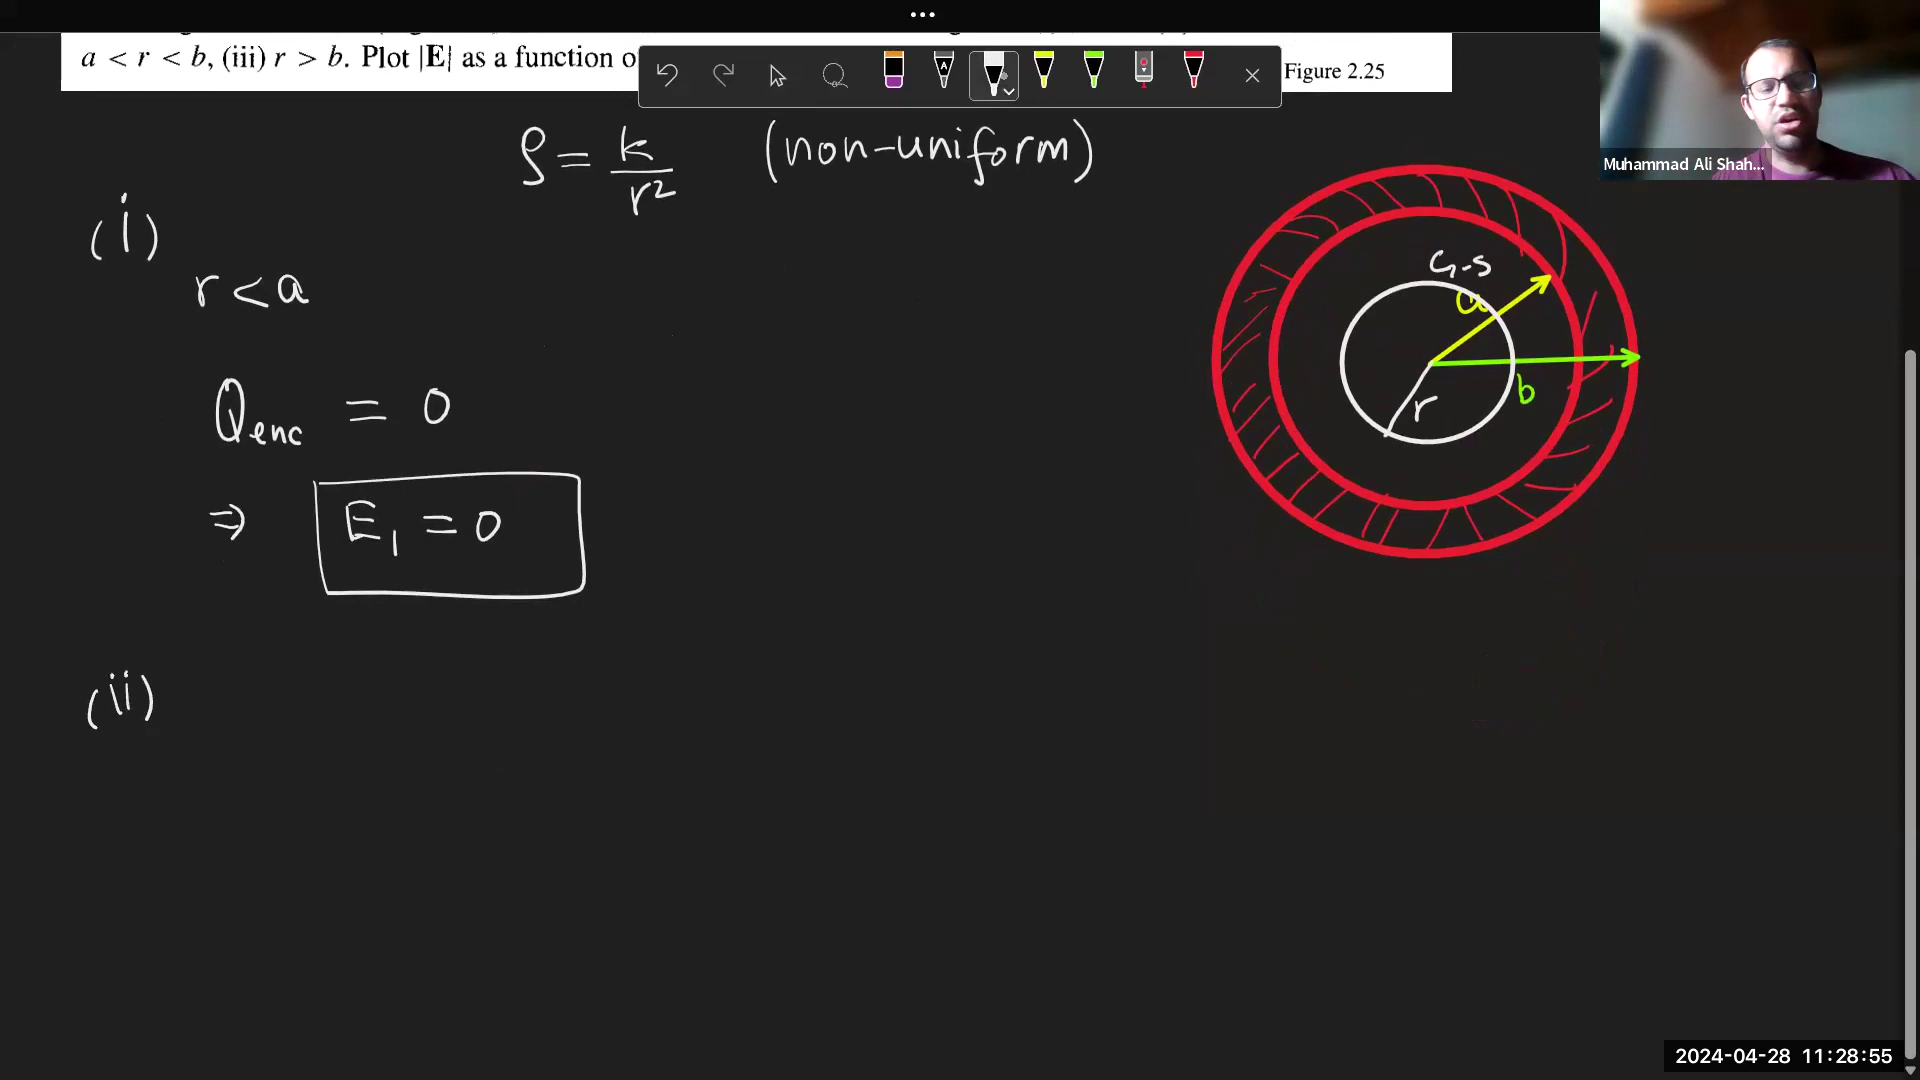 •••
a < r < b, (iii) r > b. Plot |E| as a function o
Figure 2.25
Muhammad Ali Shah...
ρ = k/r² (non-uniform)
(i)
r < a
Qenc = 0
⇒ E₁ = 0
G-S
a
b
r
(ii)
2024-04-28 11:28:55